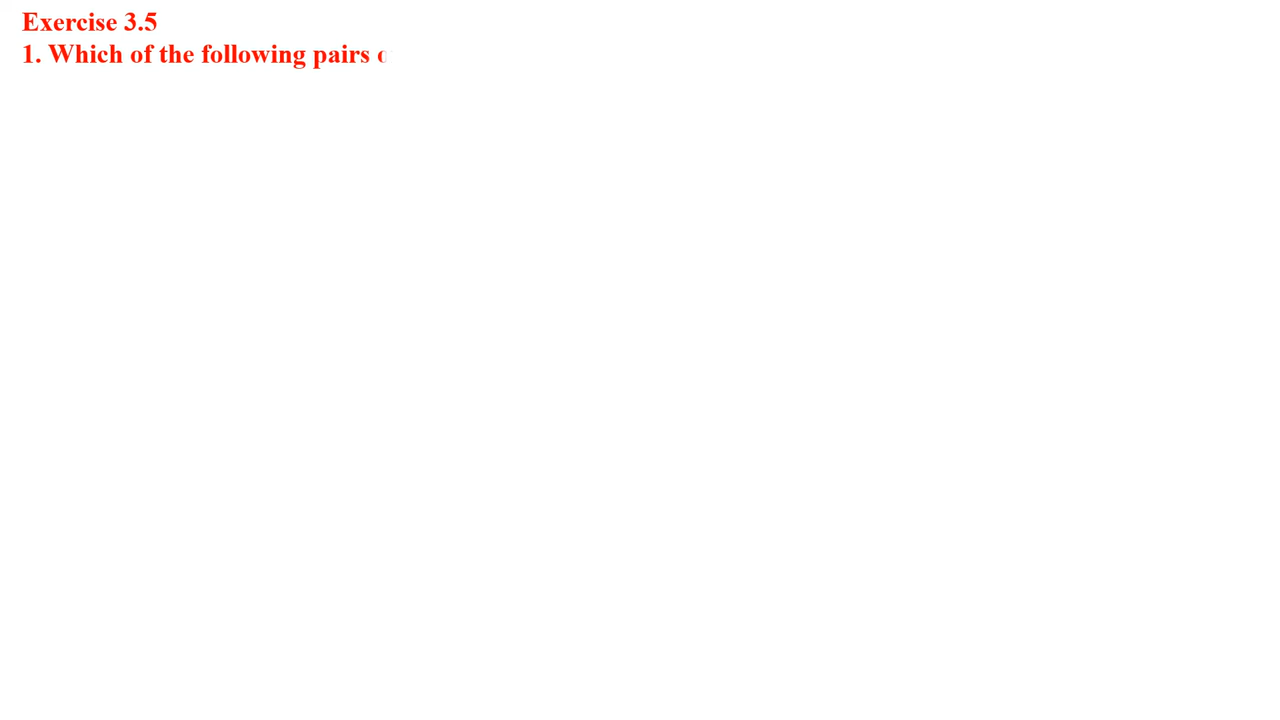 Exercise 3.5
1. Which of the following pairs